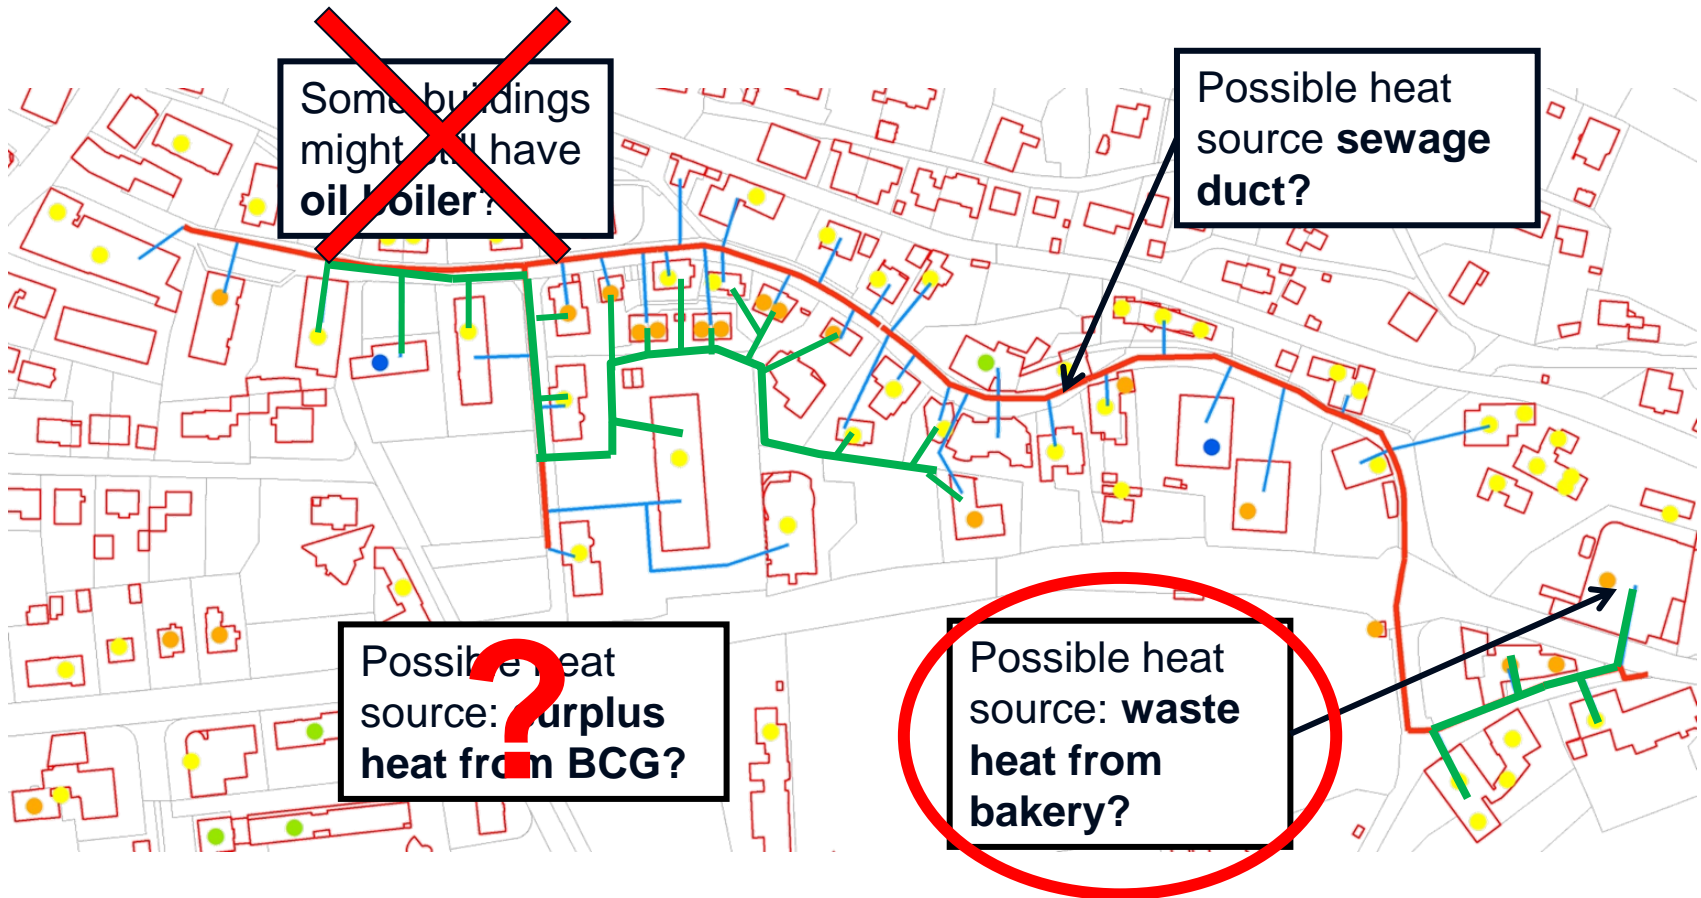 Some buildings
might still have
oil boiler?
Possible heat
source sewage
duct?
Possible heat
source: surplus
heat from BCG?
?
Possible heat
source: waste
heat from
bakery?